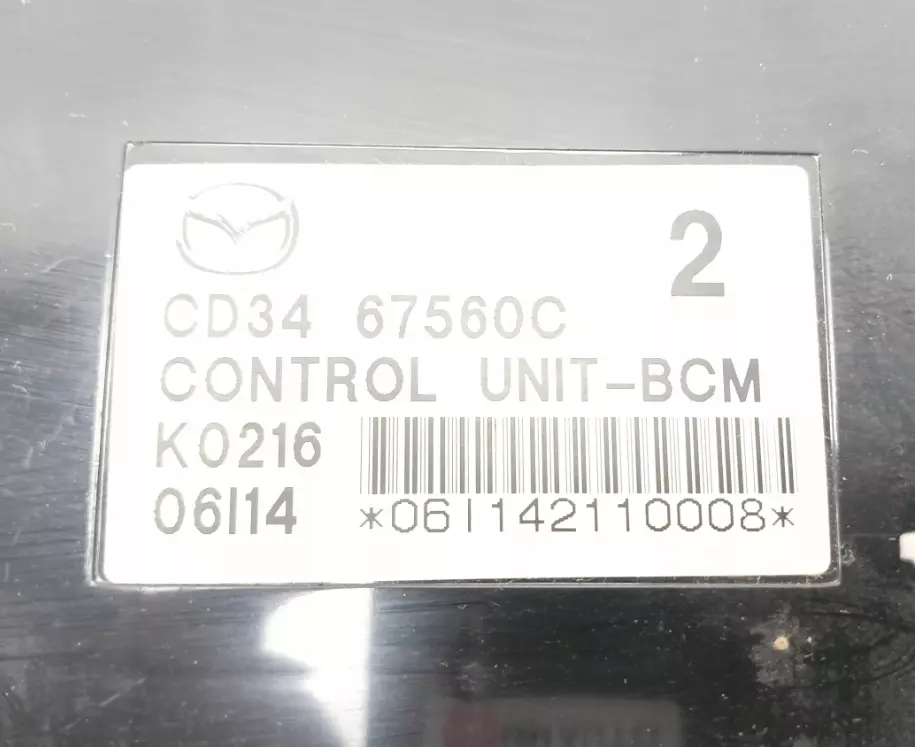 2
CD34 67560C
CONTROL UNIT-BCM
K0216
06I14
*06I142110008*